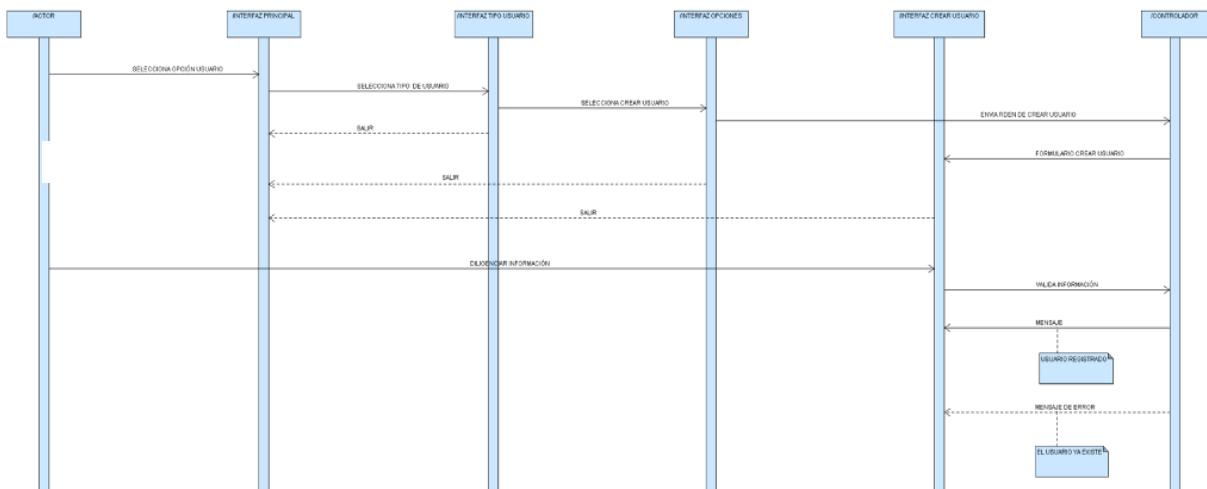 /ACTOR
/INTERFAZ PRINCIPAL
/INTERFAZ TIPO USUARIO
/INTERFAZ OPCIONES
/INTERFAZ CREAR USUARIO
/CONTROLADOR
SELECCIONA OPCIÓN USUARIO
SELECCIONA TIPO DE USUARIO
SELECCIONA CREAR USUARIO
ENVIA RDEN DE CREAR USUARIO
SALIR
FORMULARIO CREAR USUARIO
SALIR
SALIR
DILIGENCIAR INFORMACIÓN
VALIDA INFORMACIÓN
MENSAJE
USUARIO REGISTRADO
MENSAJE DE ERROR
EL USUARIO YA EXISTE